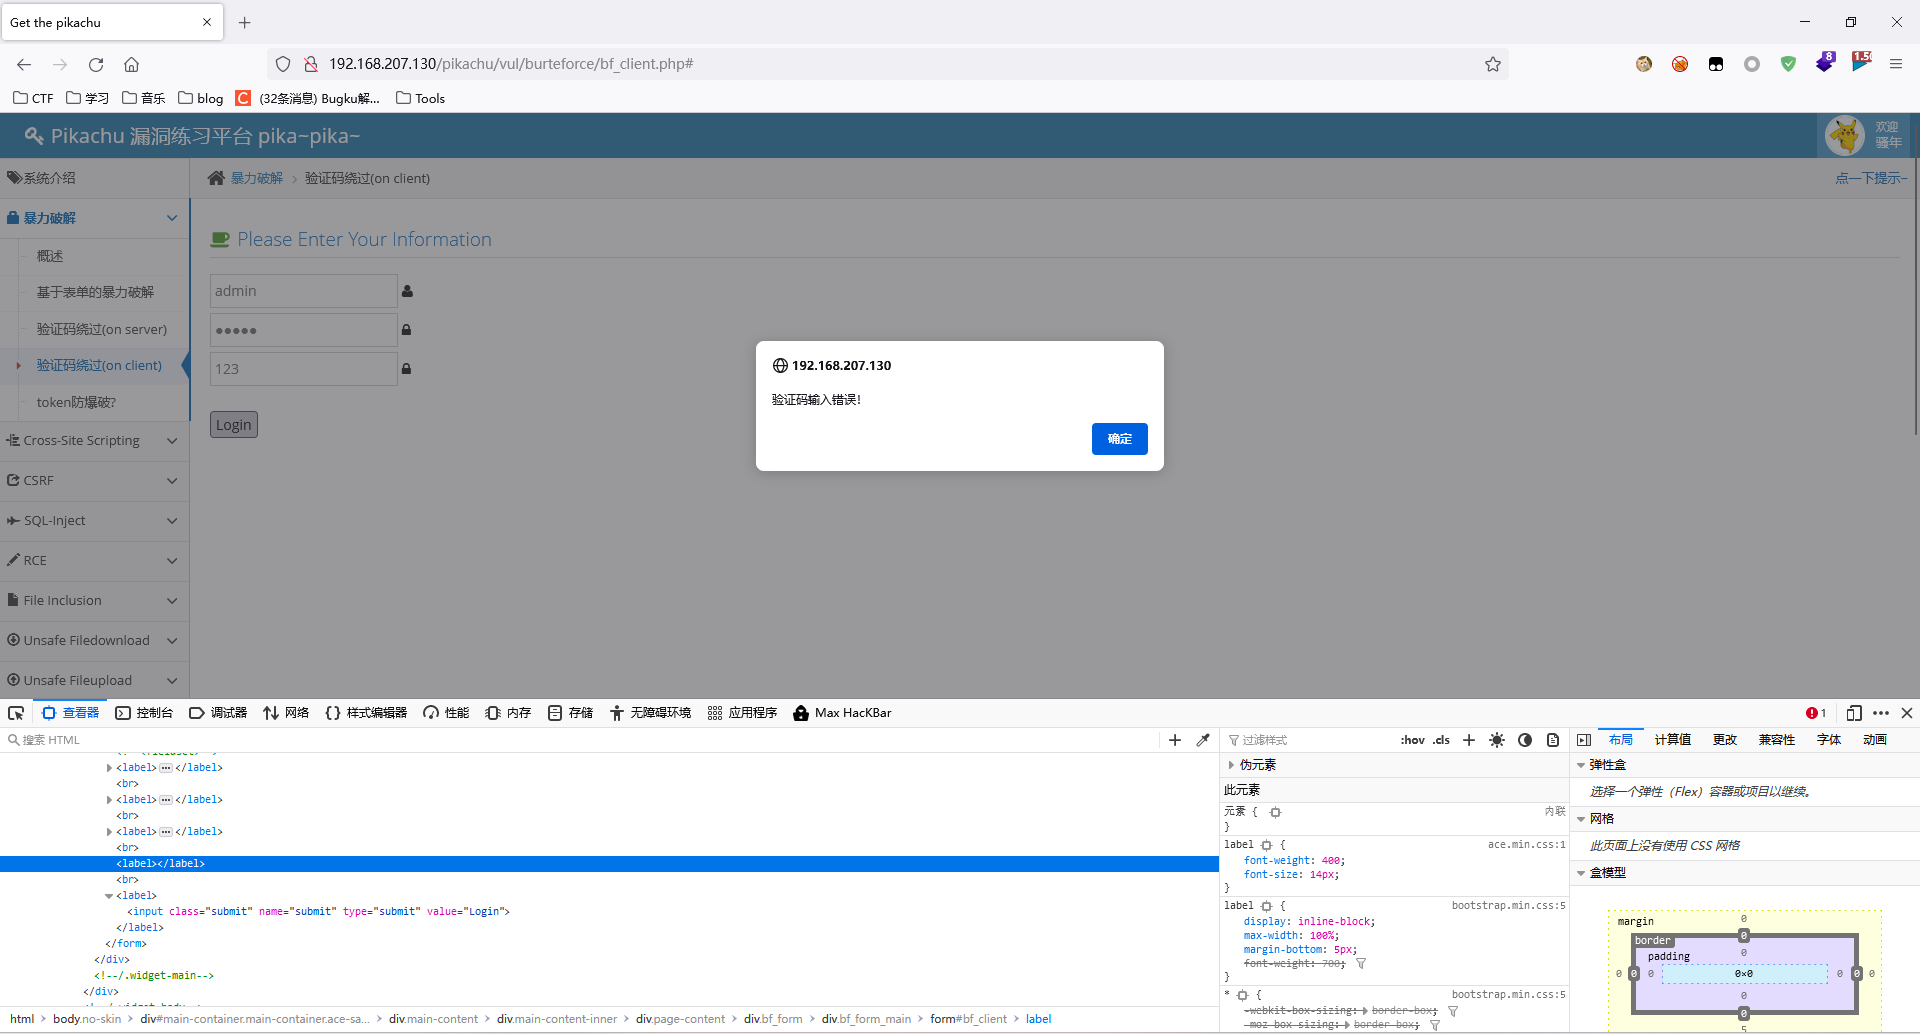 Get the pikachu
192.168.207.130/pikachu/vul/burteforce/bf_client.php#
8
1.50
CTF 学习 音乐 blog (32条消息) Bugku解... Tools
Pikachu 漏洞练习平台 pika~pika~
欢迎
骚年
系统介绍
暴力破解 › 验证码绕过(on client)
点一下提示~
暴力破解
概述
基于表单的暴力破解
验证码绕过(on server)
验证码绕过(on client)
token防爆破?
Cross-Site Scripting
CSRF
SQL-Inject
RCE
File Inclusion
Unsafe Filedownload
Unsafe Fileupload
Please Enter Your Information
admin
●●●●●
123
Login
192.168.207.130
验证码输入错误!
确定
查看器 控制台 调试器 网络 样式编辑器 性能 内存 存储 无障碍环境 应用程序 Max HacKBar 1
搜索 HTML
<label>…</label>
<br>
<label>…</label>
<br>
<label>…</label>
<br>
<label></label>
<br>
<label>
<input class="submit" name="submit" type="submit" value="Login">
</label>
</form>
</div>
<!--/.widget-main-->
</div>
html › body.no-skin › div#main-container.main-container.ace-sa... › div.main-content › div.main-content-inner › div.page-content › div.bf_form › div.bf_form_main › form#bf_client › label
过滤样式 :hov .cls
伪元素
此元素
元素 { 内联
}
label { ace.min.css:1
font-weight: 400;
font-size: 14px;
}
label { bootstrap.min.css:5
display: inline-block;
max-width: 100%;
margin-bottom: 5px;
font-weight: 700;
}
* { bootstrap.min.css:5
-webkit-box-sizing: border-box;
-moz-box-sizing: border-box;
布局 计算值 更改 兼容性 字体 动画
弹性盒
选择一个弹性（Flex）容器或项目以继续。
网格
此页面上没有使用 CSS 网格
盒模型
margin 0
border 0
padding 0
0 0 0 0×0 0 0 0
0
0
5